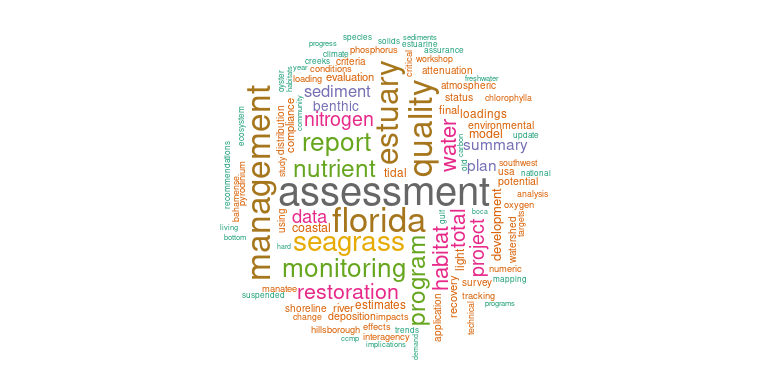 species
sediments
progress
solids
estuarine
phosphorus
assurance
climate
creeks
criteria
critical
workshop
year
conditions
attenuation
habitats
loading
evaluation
freshwater
oyster
sediment
estuary
quality
atmospheric
management
benthic
status
chlorophylla
ecosystem
distribution
compliance
community
nitrogen
final
loadings
water
environmental
report
model
update
old
carbon
summary
recommendations
study
nutrient
tidal
plan
southwest
usa
national
pyrodinium
bahamense
assessment
potential
analysis
using
data
florida
gulf
boca
development
oxygen
targets
living
coastal
habitat
total
watershed
bottom
hard
seagrass
program
project
light
monitoring
numeric
manatee
restoration
survey
mapping
suspended
recovery
tracking
shoreline
river
estimates
application
technical
programs
change
deposition
impacts
hillsborough
effects
trends
ccmp
interagency
implications
demand